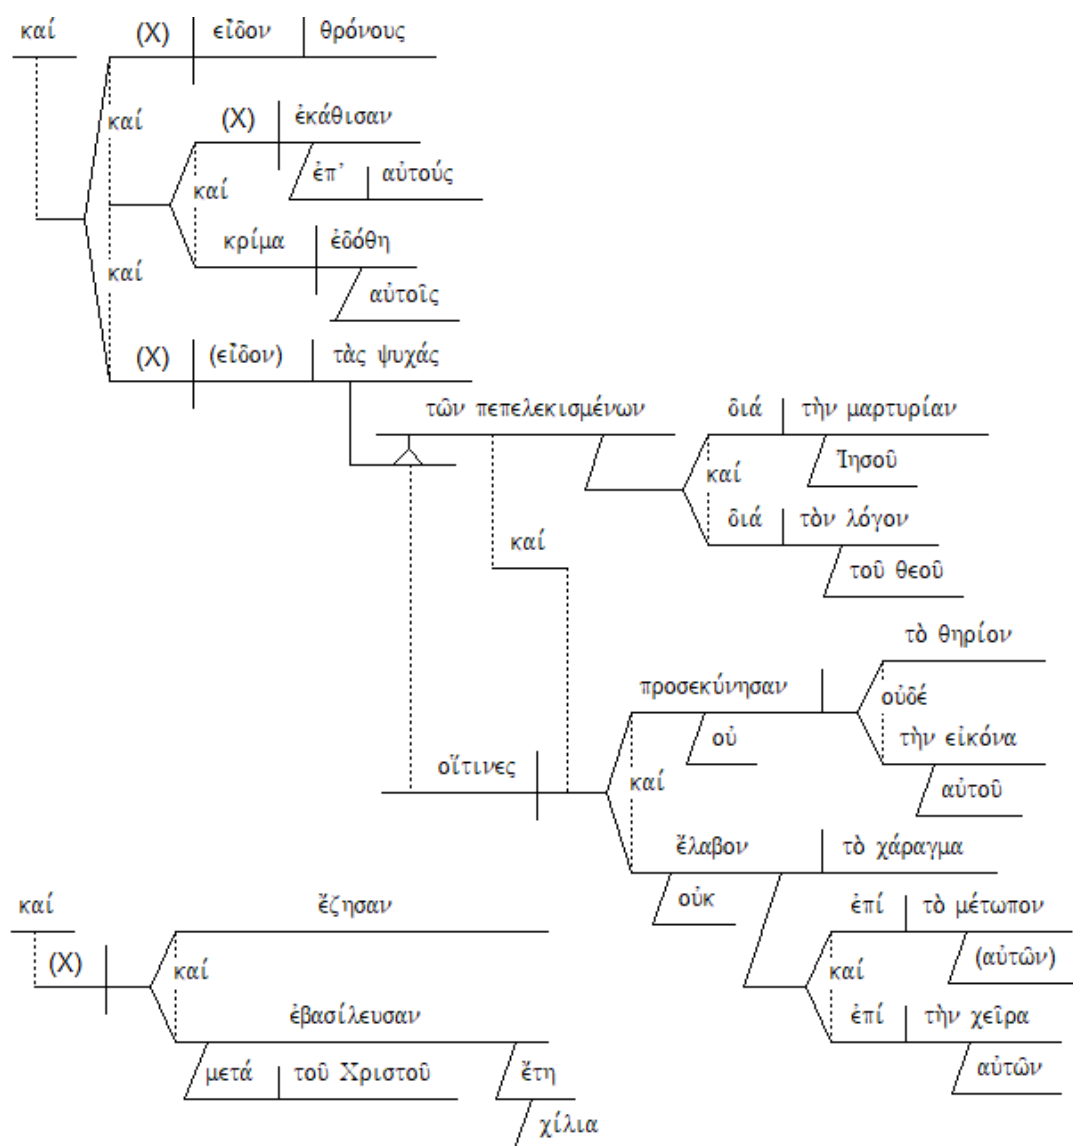 καί (X) εἶδον θρόνους
καί (X) ἐκάθισαν
καί ἐπ' αὐτούς
κρίμα ἐδόθη
καί
αὐτοῖς
(X) (εἶδον) τὰς ψυχάς
τῶν πεπελεκισμένων διά τὴν μαρτυρίαν
καί Ἰησοῦ
διά τὸν λόγον
καί
τοῦ θεοῦ
τὸ θηρίον
προσεκύνησαν οὐδέ
οὐ τὴν εἰκόνα
οἵτινες καί αὐτοῦ
ἔλαβον τὸ χάραγμα
καί ἔζησαν οὐκ ἐπί τὸ μέτωπον
(X) καί καί (αὐτῶν)
ἐβασίλευσαν ἐπί τὴν χεῖρα
μετά τοῦ Χριστοῦ ἔτη αὐτῶν
χίλια